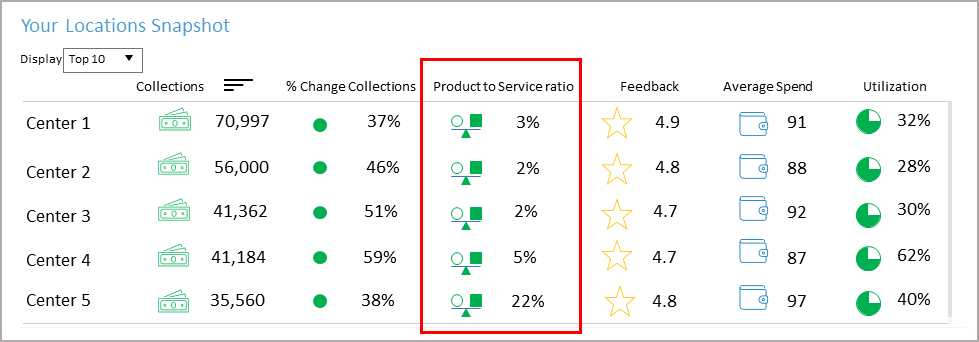 Your Locations Snapshot
Display Top 10
Collections % Change Collections Product to Service ratio Feedback Average Spend Utilization
Center 1 70,997 37% 3% 4.9 91 32%
Center 2 56,000 46% 2% 4.8 88 28%
Center 3 41,362 51% 2% 4.7 92 30%
Center 4 41,184 59% 5% 4.7 87 62%
Center 5 35,560 38% 22% 4.8 97 40%